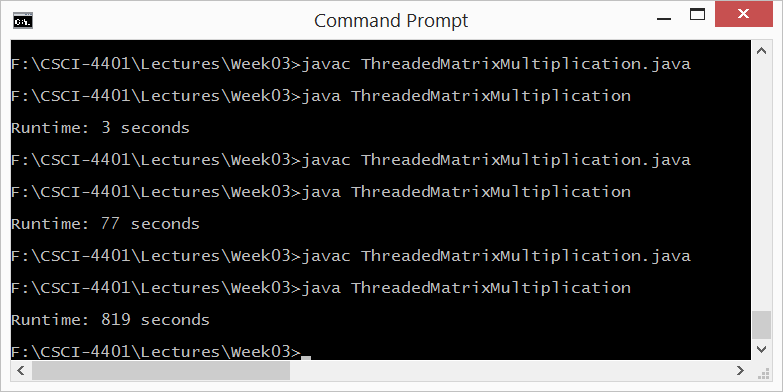 Command Prompt
F:\CSCI-4401\Lectures\Week03>javac ThreadedMatrixMultiplication.java
F:\CSCI-4401\Lectures\Week03>java ThreadedMatrixMultiplication
Runtime: 3 seconds
F:\CSCI-4401\Lectures\Week03>javac ThreadedMatrixMultiplication.java
F:\CSCI-4401\Lectures\Week03>java ThreadedMatrixMultiplication
Runtime: 77 seconds
F:\CSCI-4401\Lectures\Week03>javac ThreadedMatrixMultiplication.java
F:\CSCI-4401\Lectures\Week03>java ThreadedMatrixMultiplication
Runtime: 819 seconds
F:\CSCI-4401\Lectures\Week03>